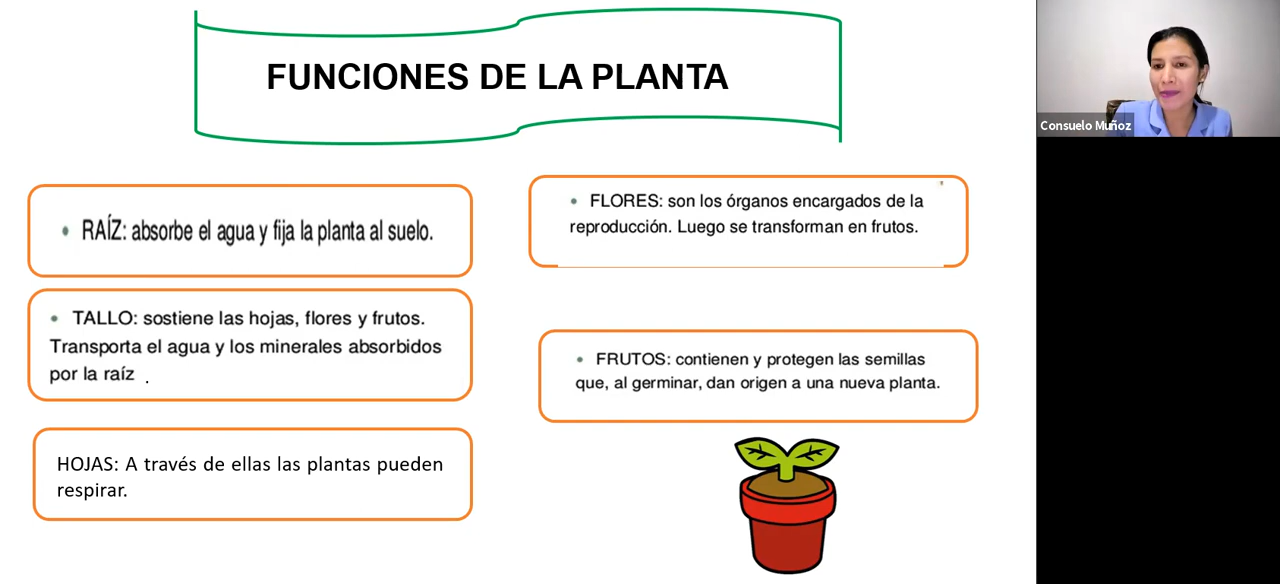 FUNCIONES DE LA PLANTA
• RAÍZ: absorbe el agua y fija la planta al suelo.
• TALLO: sostiene las hojas, flores y frutos.
Transporta el agua y los minerales absorbidos
por la raíz .
HOJAS: A través de ellas las plantas pueden
respirar.
• FLORES: son los órganos encargados de la
reproducción. Luego se transforman en frutos.
• FRUTOS: contienen y protegen las semillas
que, al germinar, dan origen a una nueva planta.
Consuelo Muñoz